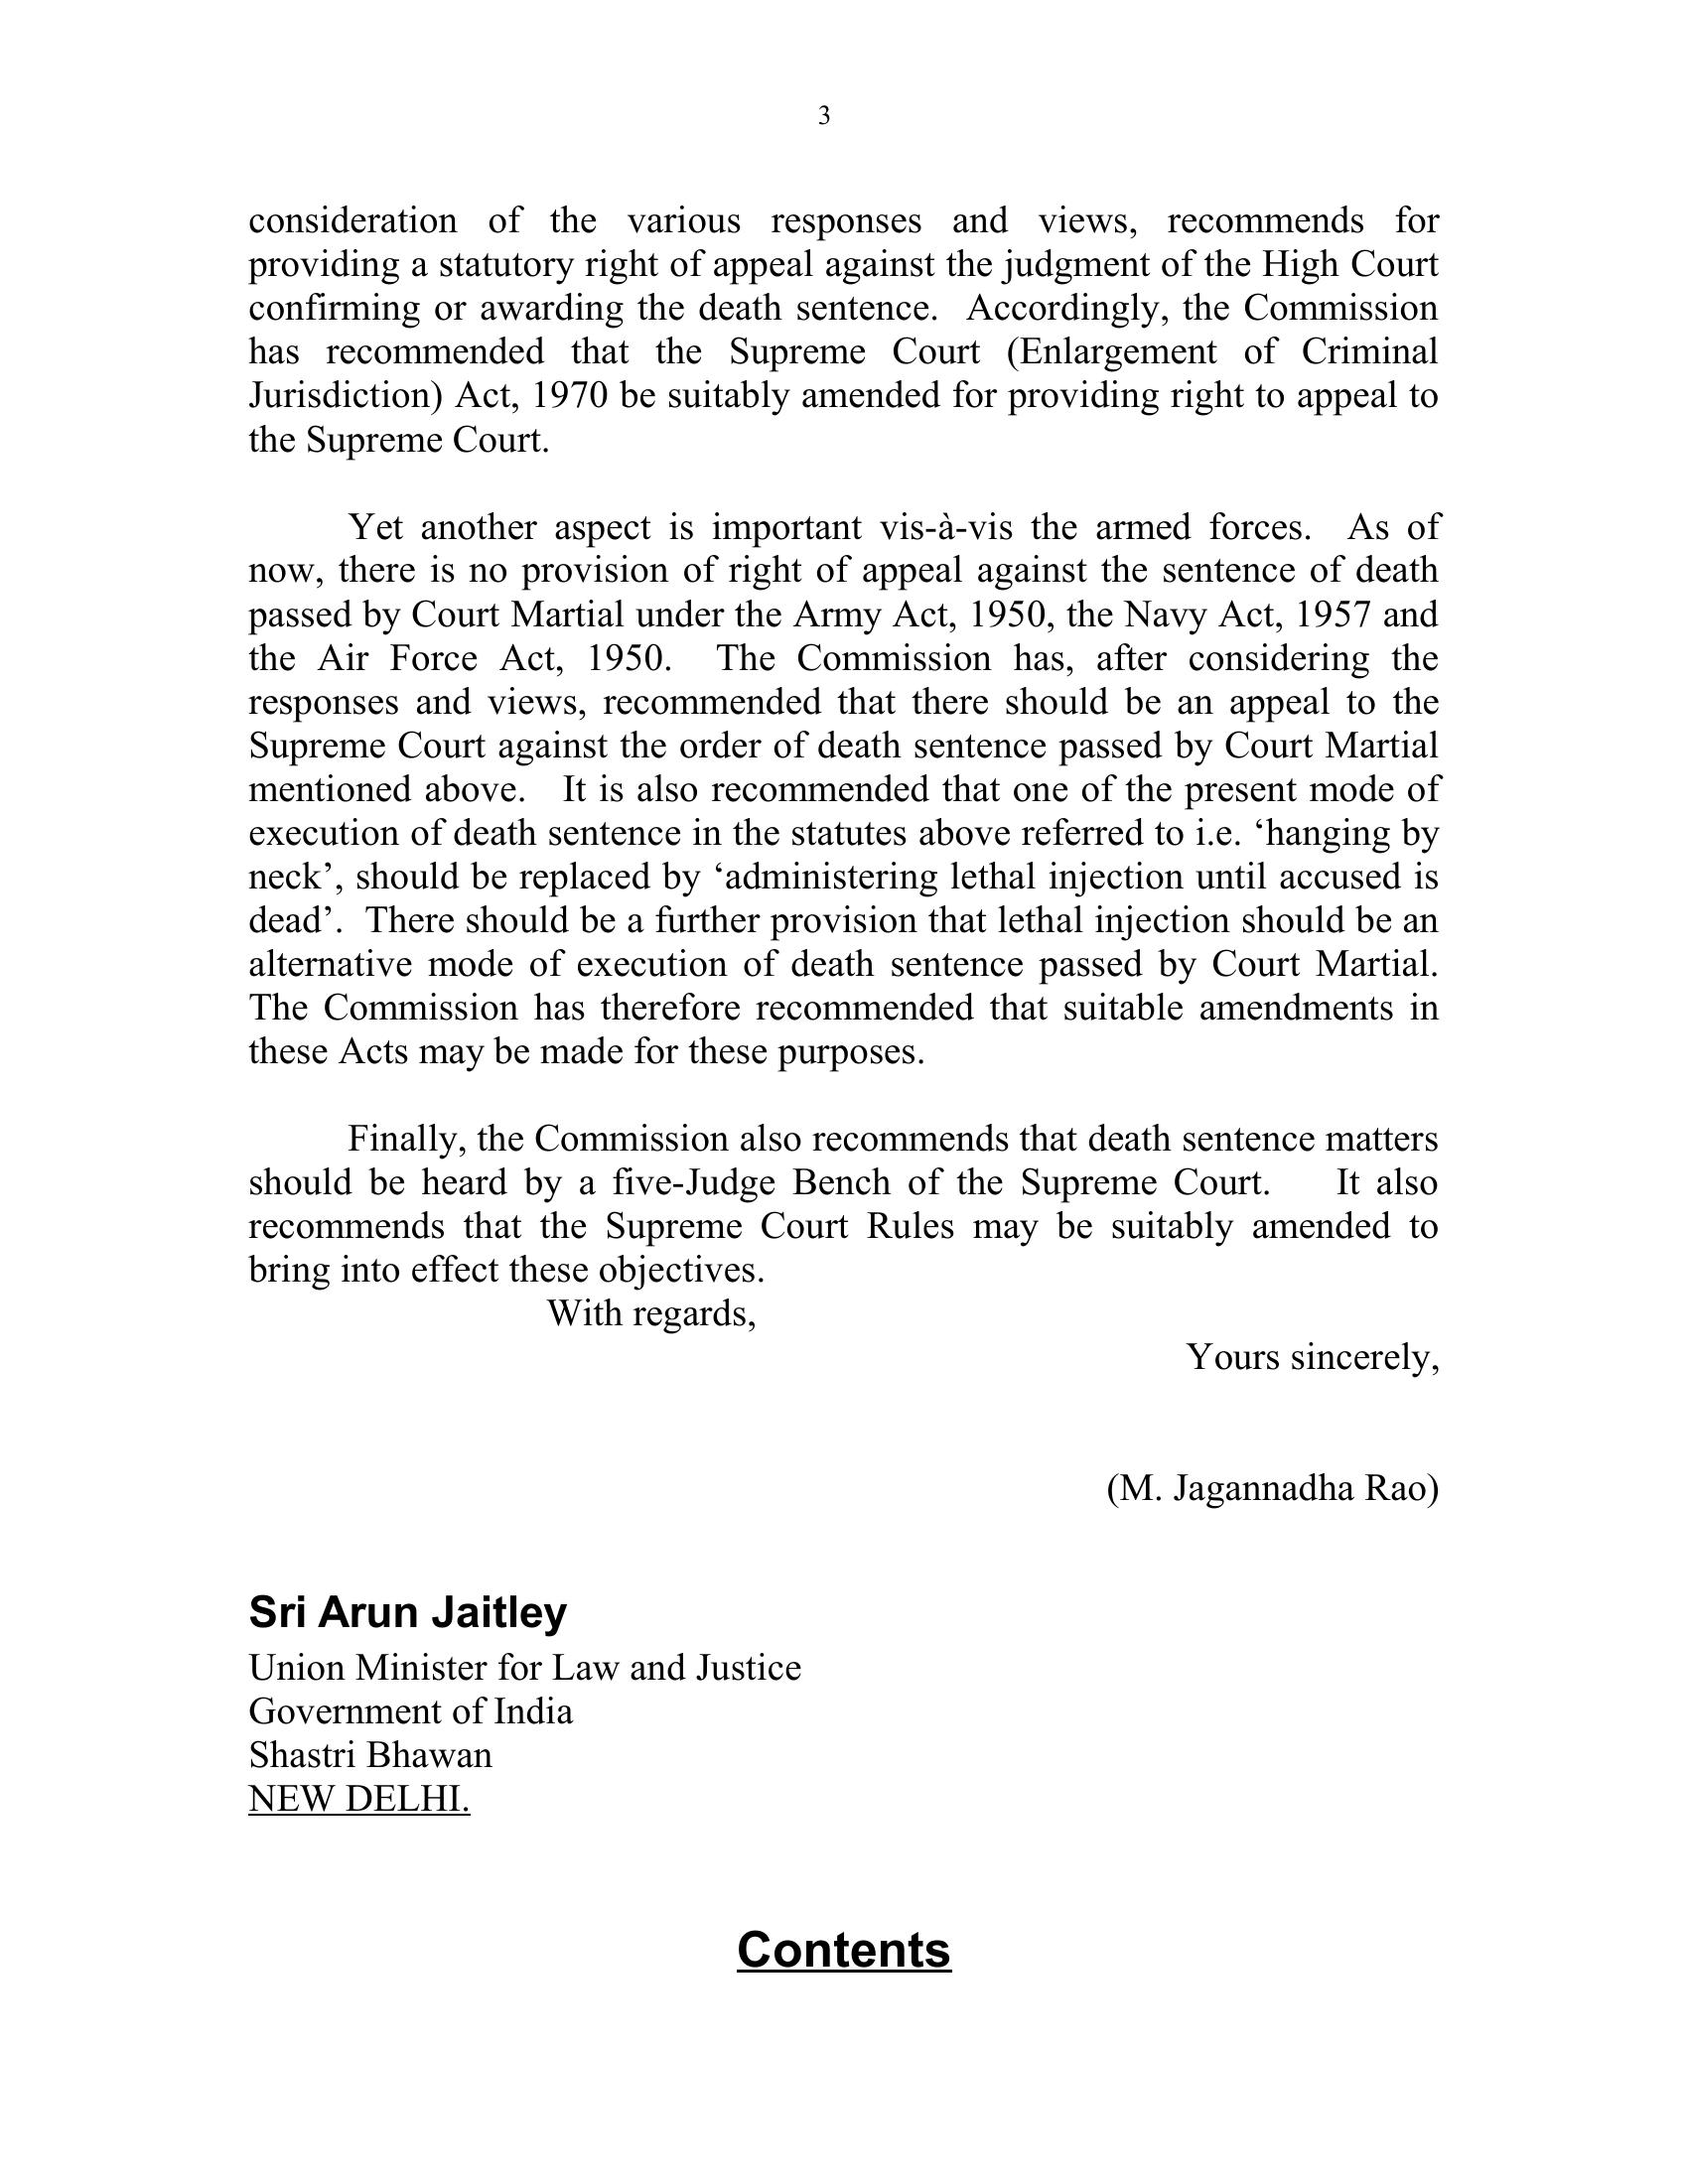 3
consideration of the various responses and views, recommends for
providing a statutory right of appeal against the judgment of the High Court
confirming or awarding the death sentence. Accordingly, the Commission
has recommended that the Supreme Court (Enlargement of Criminal
Jurisdiction) Act, 1970 be suitably amended for providing right to appeal to
the Supreme Court.
Yet another aspect is important vis-à-vis the armed forces. As of
now, there is no provision of right of appeal against the sentence of death
passed by Court Martial under the Army Act, 1950, the Navy Act, 1957 and
the Air Force Act, 1950. The Commission has, after considering the
responses and views, recommended that there should be an appeal to the
Supreme Court against the order of death sentence passed by Court Martial
mentioned above. It is also recommended that one of the present mode of
execution of death sentence in the statutes above referred to i.e. ‘hanging by
neck’, should be replaced by ‘administering lethal injection until accused is
dead’. There should be a further provision that lethal injection should be an
alternative mode of execution of death sentence passed by Court Martial.
The Commission has therefore recommended that suitable amendments in
these Acts may be made for these purposes.
Finally, the Commission also recommends that death sentence matters
should be heard by a five-Judge Bench of the Supreme Court. It also
recommends that the Supreme Court Rules may be suitably amended to
bring into effect these objectives.
With regards,
Yours sincerely,
(M. Jagannadha Rao)
Sri Arun Jaitley
Union Minister for Law and Justice
Government of India
Shastri Bhawan
NEW DELHI.
Contents